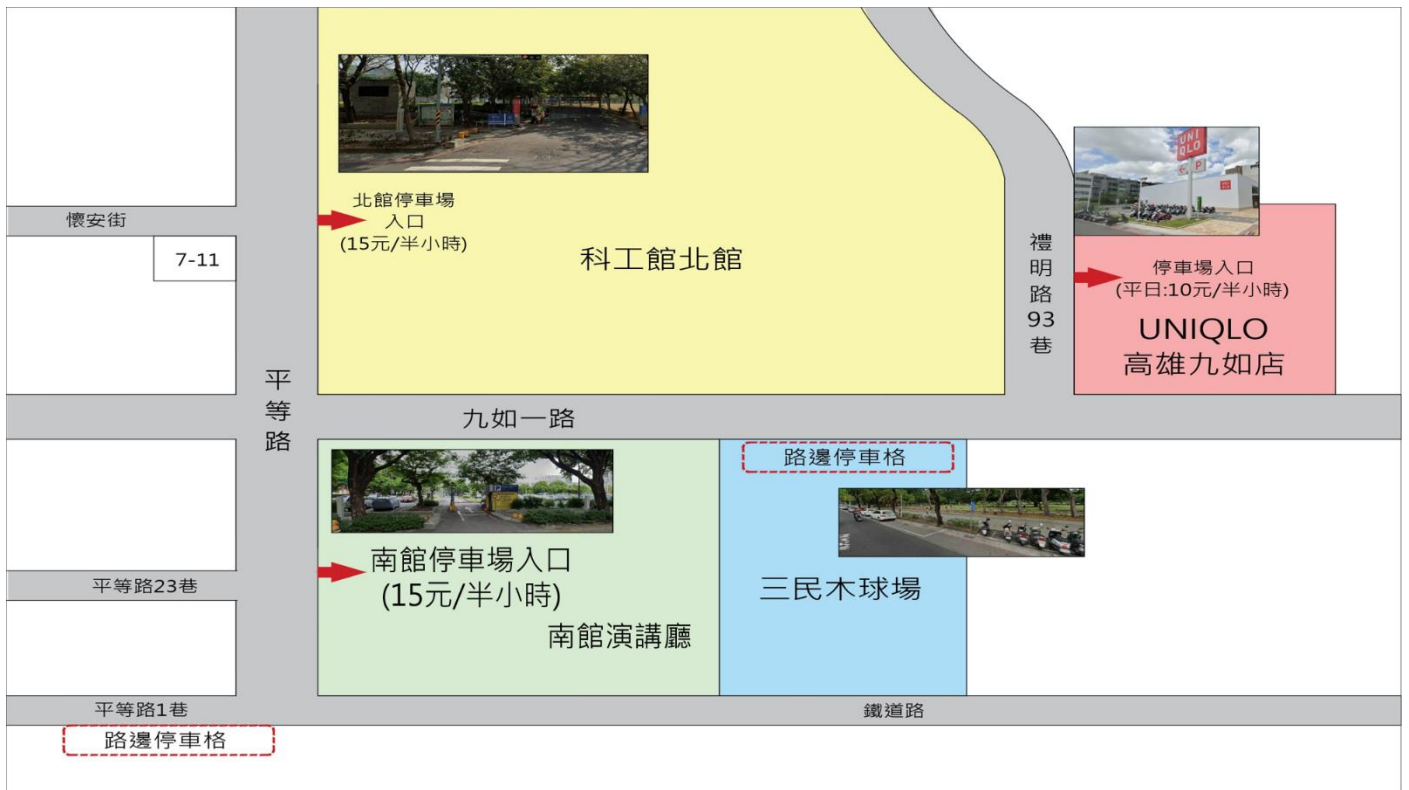 北館停車場
入口
(15元/半小時)
懷安街
7-11
科工館北館
UNI
QLO
P
禮明路93巷
停車場入口
(平日:10元/半小時)
UNIQLO
高雄九如店
平等路
九如一路
路邊停車格
南館停車場入口
(15元/半小時)
南館演講廳
三民木球場
平等路23巷
平等路1巷
鐵道路
路邊停車格